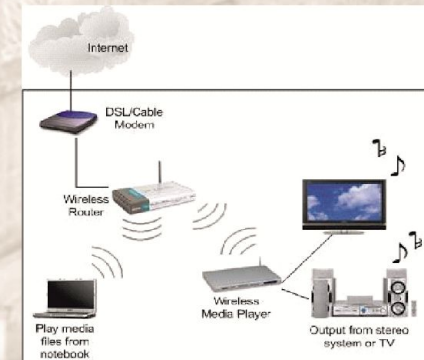 Internet
DSL/Cable
Modem
Wireless
Router
Wireless
Media Player
Play media
files from
notebook
Output from stereo
system or TV